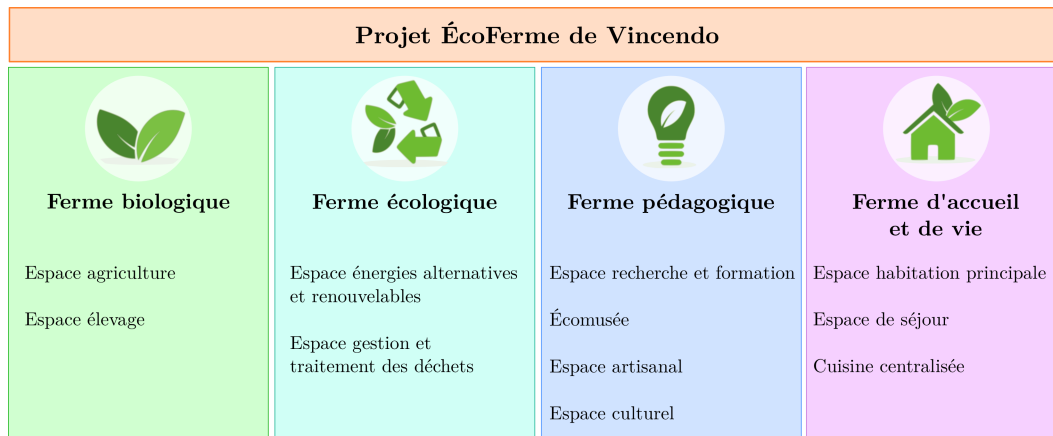 Projet ÉcoFerme de Vincendo
Ferme biologique
Espace agriculture
Espace élevage
Ferme écologique
Espace énergies alternatives
et renouvelables
Espace gestion et
traitement des déchets
Ferme pédagogique
Espace recherche et formation
Écomusée
Espace artisanal
Espace culturel
Ferme d'accueil
et de vie
Espace habitation principale
Espace de séjour
Cuisine centralisée